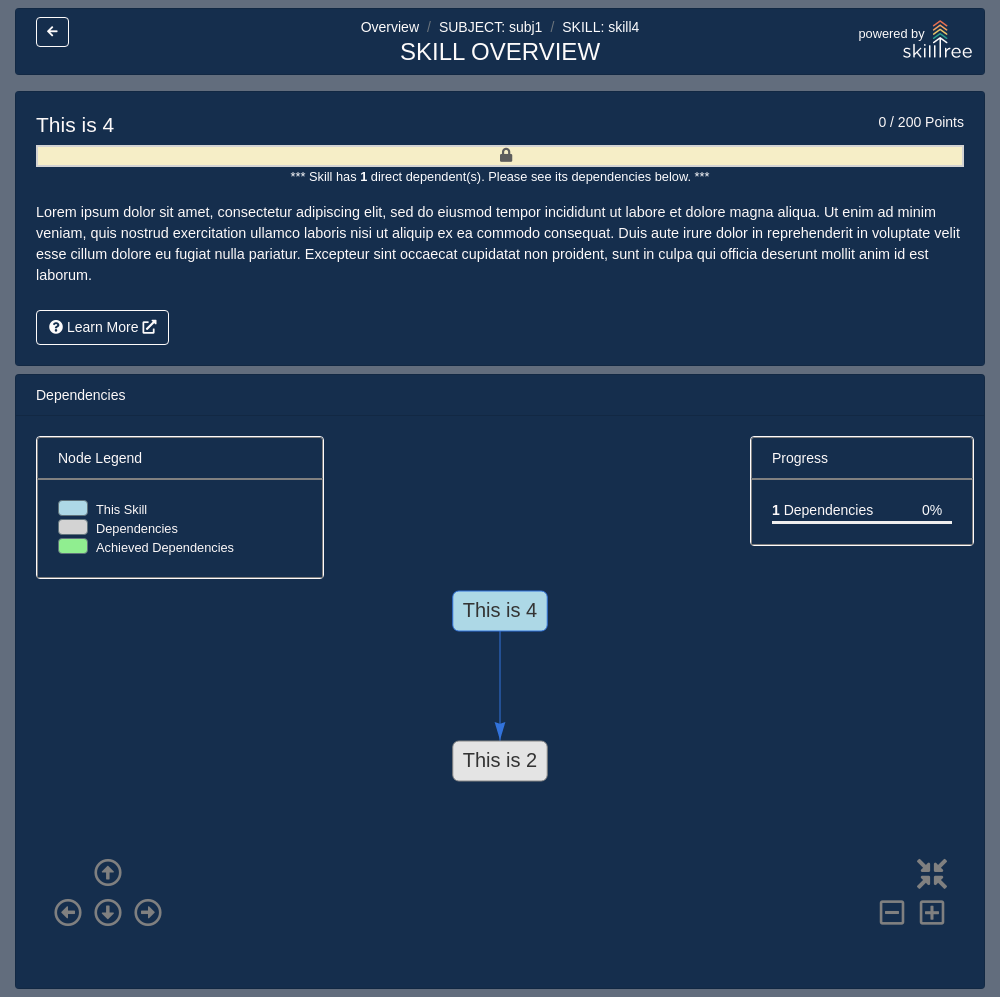 Overview / SUBJECT: subj1 / SKILL: skill4
SKILL OVERVIEW
powered by
skilltree
This is 4
0 / 200 Points
*** Skill has 1 direct dependent(s). Please see its dependencies below. ***
Lorem ipsum dolor sit amet, consectetur adipiscing elit, sed do eiusmod tempor incididunt ut labore et dolore magna aliqua. Ut enim ad minim
veniam, quis nostrud exercitation ullamco laboris nisi ut aliquip ex ea commodo consequat. Duis aute irure dolor in reprehenderit in voluptate velit
esse cillum dolore eu fugiat nulla pariatur. Excepteur sint occaecat cupidatat non proident, sunt in culpa qui officia deserunt mollit anim id est
laborum.
Learn More
Dependencies
Node Legend
This Skill
Dependencies
Achieved Dependencies
Progress
1 Dependencies 0%
This is 4
This is 2